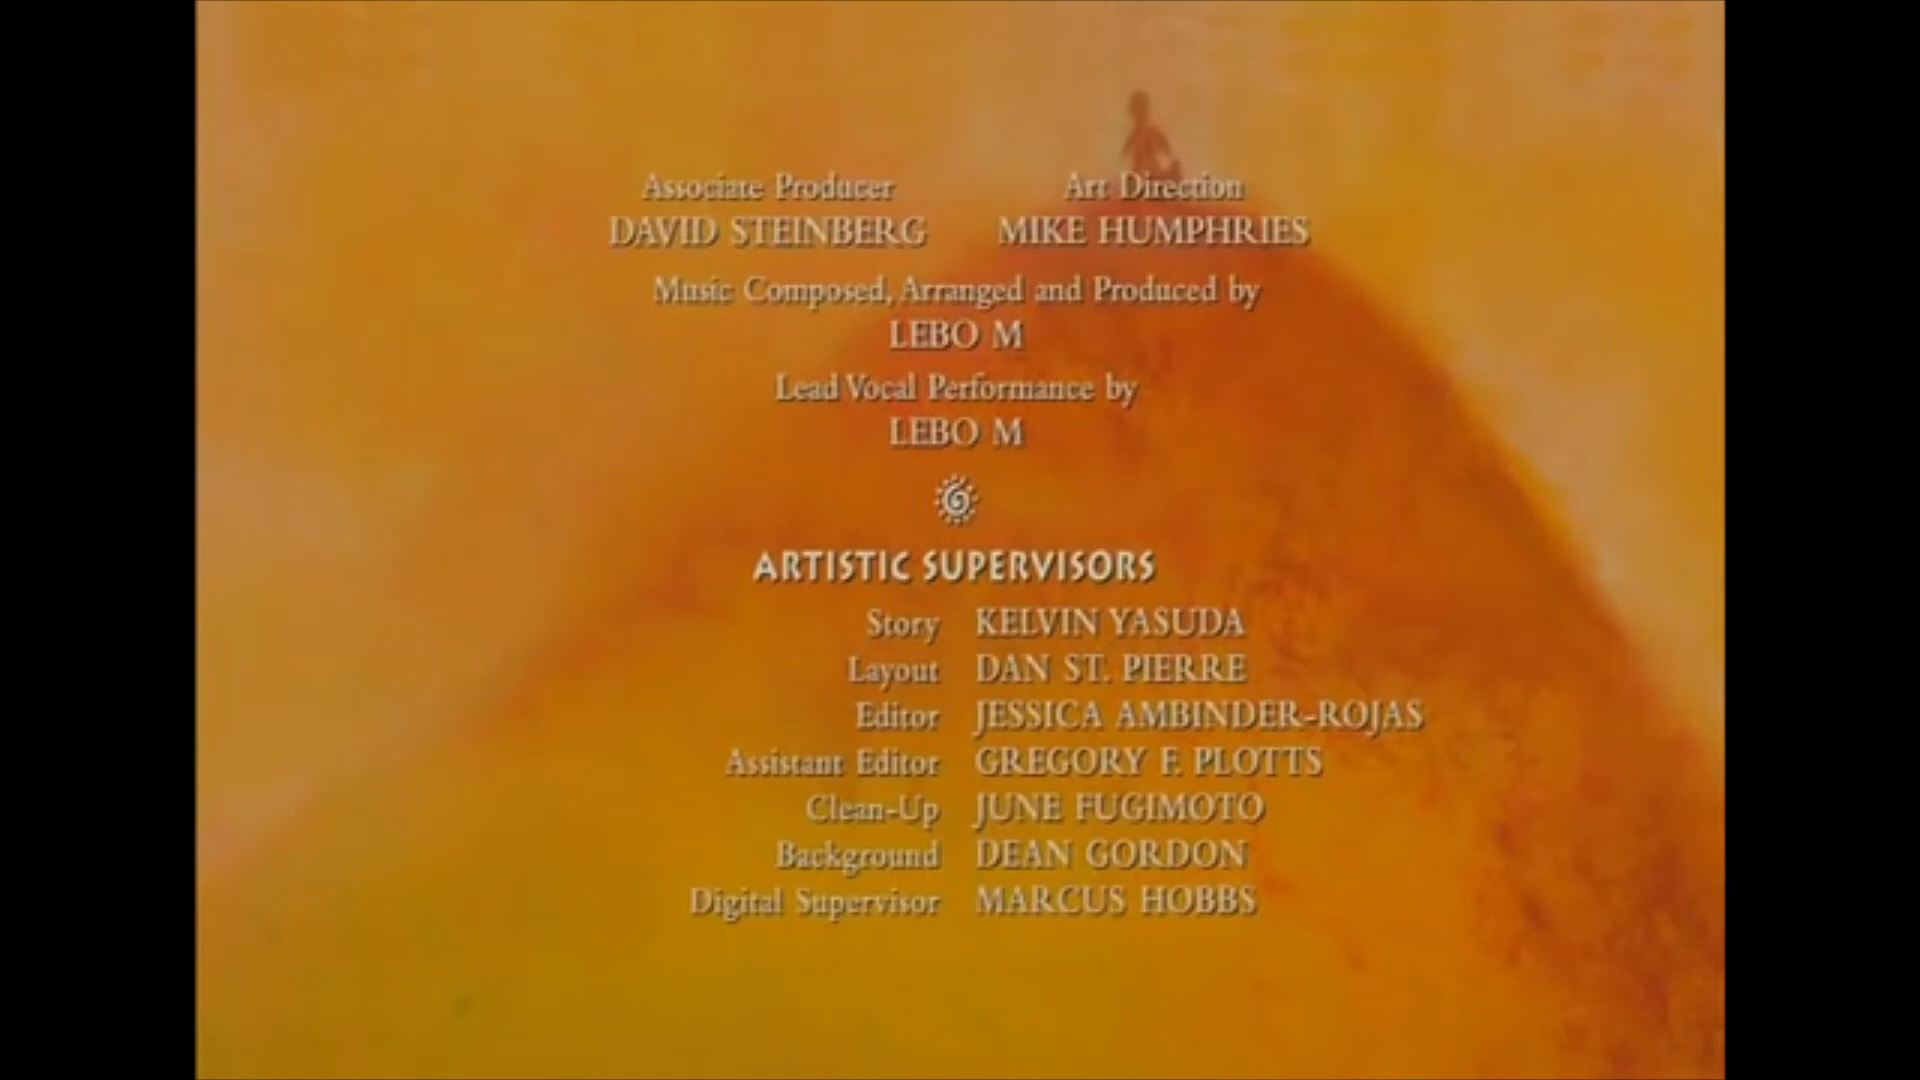 Associate Producer Art Direction
DAVID STEINBERG MIKE HUMPHRIES
Music Composed, Arranged and Produced by
LEBO M
Lead Vocal Performance by
LEBO M
ARTISTIC SUPERVISORS
Story KELVIN YASUDA
Layout DAN ST. PIERRE
Editor JESSICA AMBINDER-ROJAS
Assistant Editor GREGORY F. PLOTTS
Clean-Up JUNE FUGIMOTO
Background DEAN GORDON
Digital Supervisor MARCUS HOBBS